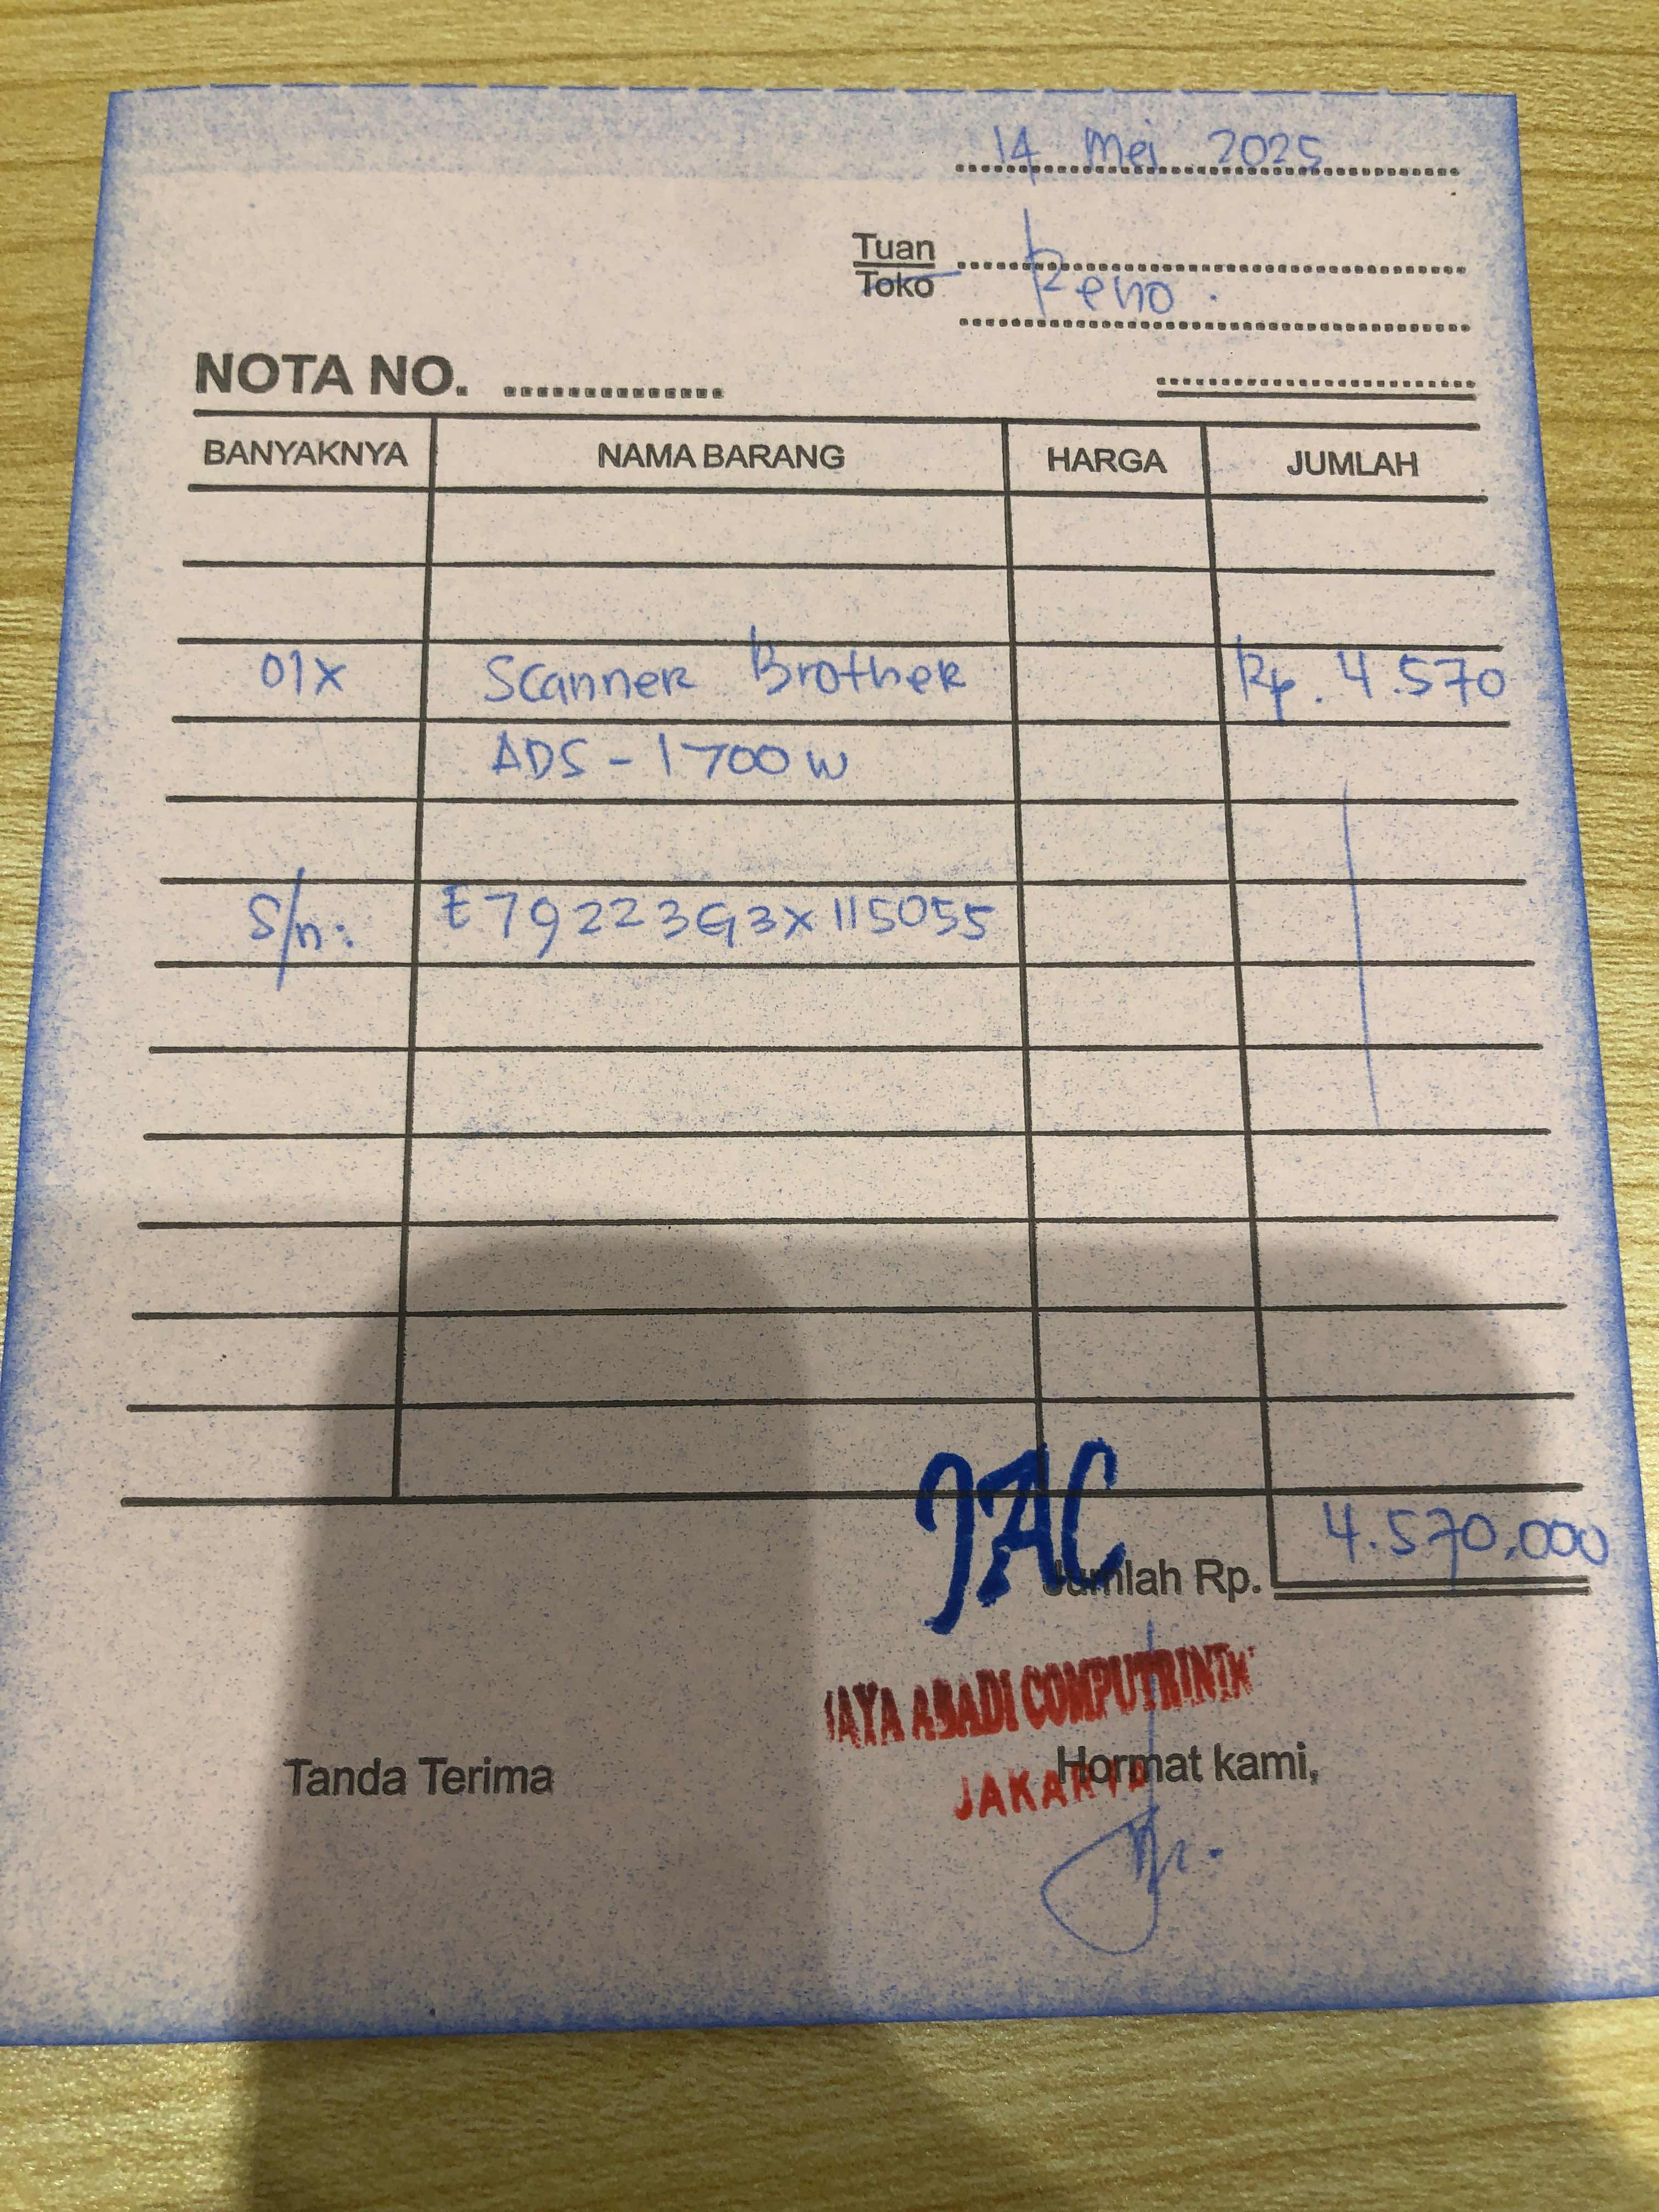 14 Mei 2025
Tuan
Toko
Reno.
NOTA NO. ..............
BANYAKNYA NAMA BARANG HARGA JUMLAH
01x Scanner Brother Rp. 4.570
ADS - 1700 W
S/n: E79223G3X115055
JAC
Jumlah Rp. 4.570.000
JAYA ABADI COMPUTRINDO
JAKARTA
Tanda Terima Hormat kami,